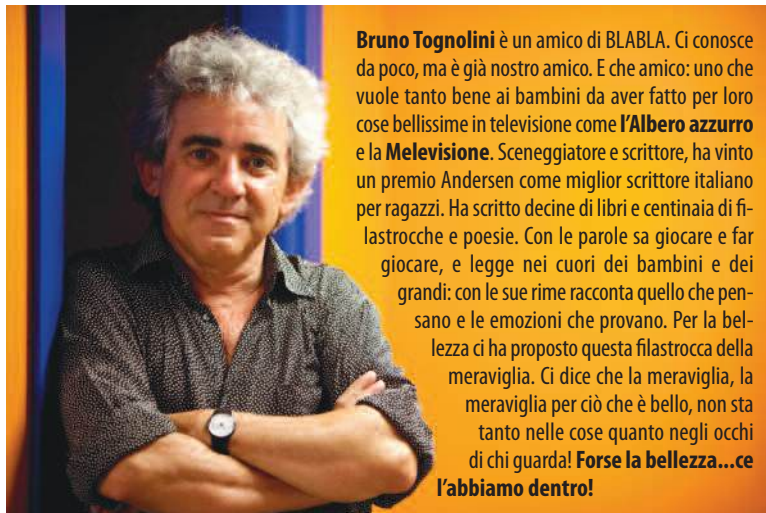 Bruno Tognolini è un amico di BLABLA. Ci conosce
da poco, ma è già nostro amico. E che amico: uno che
vuole tanto bene ai bambini da aver fatto per loro
cose bellissime in televisione come l'Albero azzurro
e la Melevisione. Sceneggiatore e scrittore, ha vinto
un premio Andersen come miglior scrittore italiano
per ragazzi. Ha scritto decine di libri e centinaia di fi-
lastrocche e poesie. Con le parole sa giocare e far
giocare, e legge nei cuori dei bambini e dei
grandi: con le sue rime racconta quello che pen-
sano e le emozioni che provano. Per la bel-
lezza ci ha proposto questa filastrocca della
meraviglia. Ci dice che la meraviglia, la
meraviglia per ciò che è bello, non sta
tanto nelle cose quanto negli occhi
di chi guarda! Forse la bellezza...ce
l'abbiamo dentro!